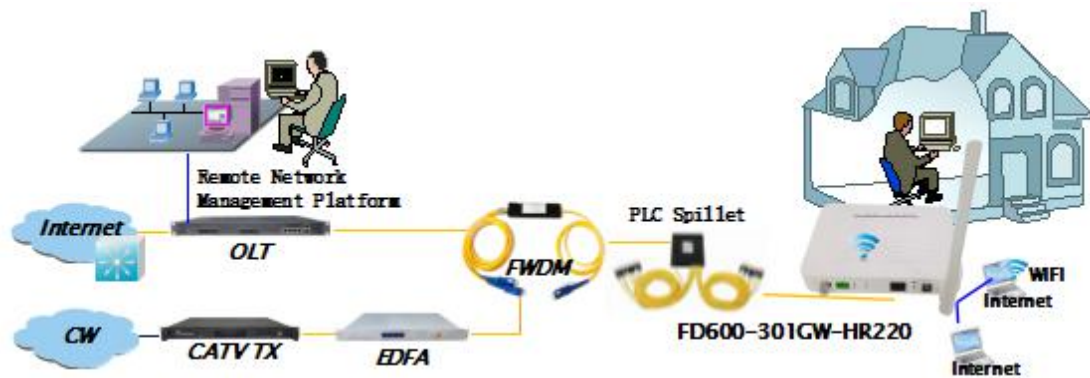 Remote Network
Management Platform
PLC Spillet
Internet
OLT
FWDM
WIFI
Internet
FD600-301GW-HR220
CW
CATV TX
EDFA
Internet